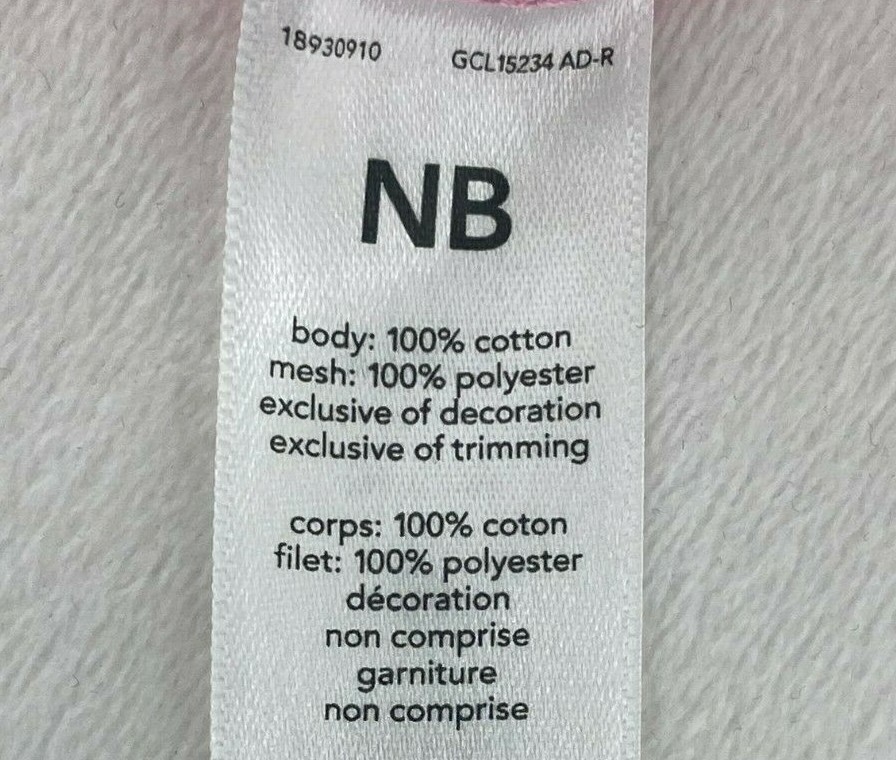 18930910 GCL15234 AD-R
NB
body: 100% cotton
mesh: 100% polyester
exclusive of decoration
exclusive of trimming
corps: 100% coton
filet: 100% polyester
décoration
non comprise
garniture
non comprise